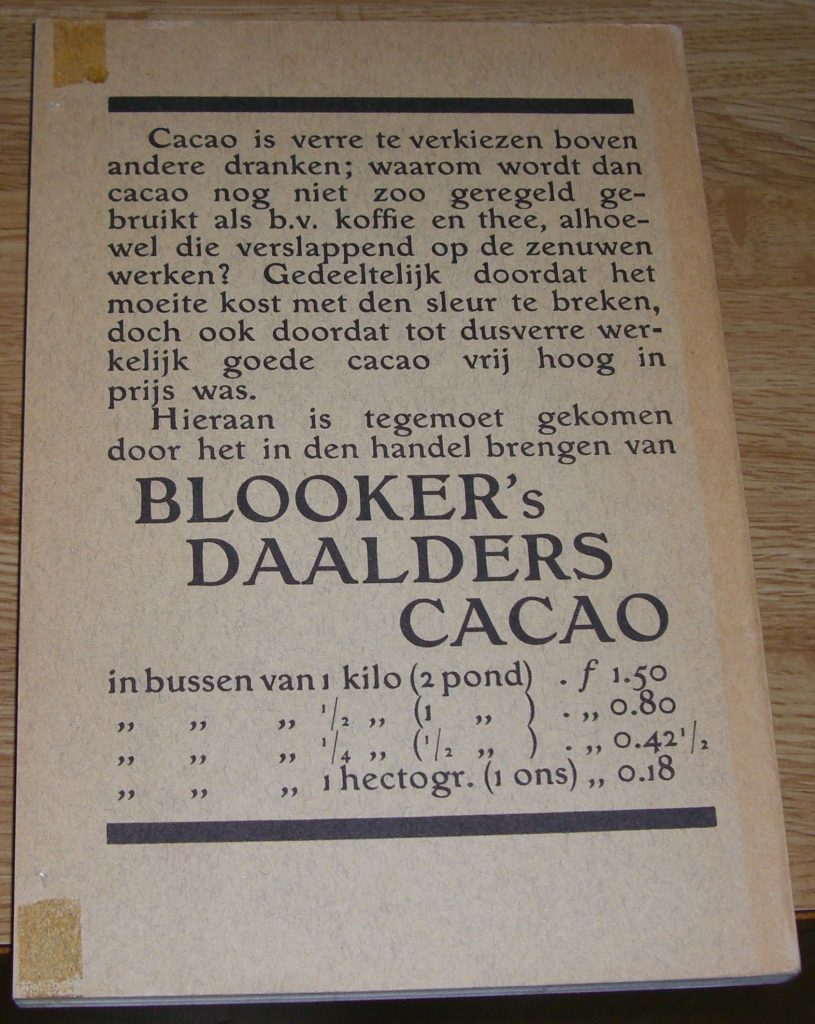 Cacao is verre te verkiezen boven
andere dranken; waarom wordt dan
cacao nog niet zoo geregeld ge-
bruikt als b.v. koffie en thee, alhoe-
wel die verslappend op de zenuwen
werken? Gedeeltelijk doordat het
moeite kost met den sleur te breken,
doch ook doordat tot dusverre wer-
kelijk goede cacao vrij hoog in
prijs was.
Hieraan is tegemoet gekomen
door het in den handel brengen van
BLOOKER's
DAALDERS
CACAO
in bussen van 1 kilo (2 pond) . f 1.50
„ „ „ 1/2 „ (1 „ ) . „ 0.80
„ „ „ 1/4 „ (1/2 „ ) . „ 0.42 1/2
„ „ „ 1 hectogr. (1 ons) „ 0.18